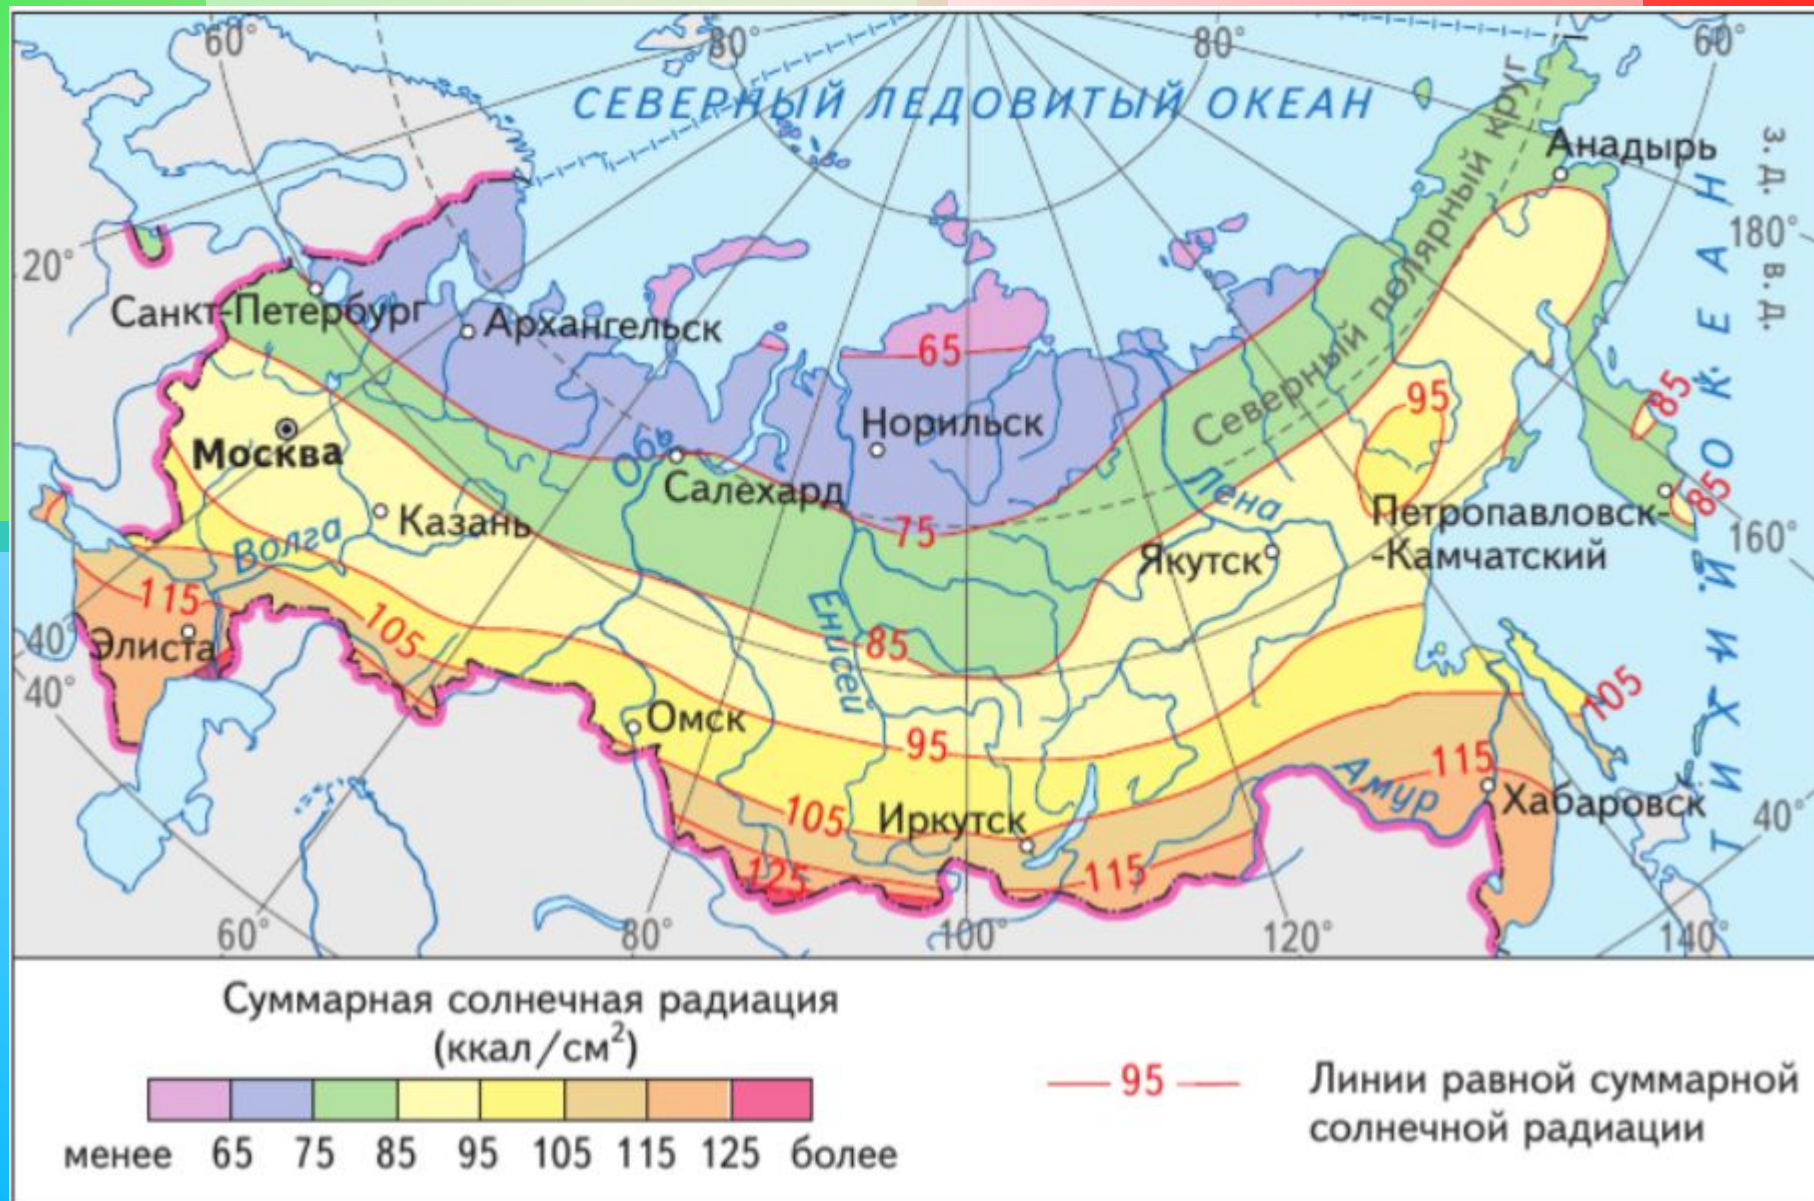 60°
80°
80°
60°
СЕВЕРНЫЙ ЛЕДОВИТЫЙ ОКЕАН
Северный полярный круг
Анадырь
з. д.
180°
в. д.
20°
Санкт-Петербург
Архангельск
65
Норильск
95
85
Москва
Обь
Салехард
Лена
85
Петропавловск-
-Камчатский
Казань
Волга
75
Якутск
160°
ТИХИЙ ОКЕАН
115
105
Енисей
85
40°
Элиста
40°
Омск
95
105
115
Амур
Хабаровск
105
Иркутск
40°
125
115
60°
80°
100°
120°
140°
Суммарная солнечная радиация
(ккал/см²)
менее 65 75 85 95 105 115 125 более
95
Линии равной суммарной
солнечной радиации